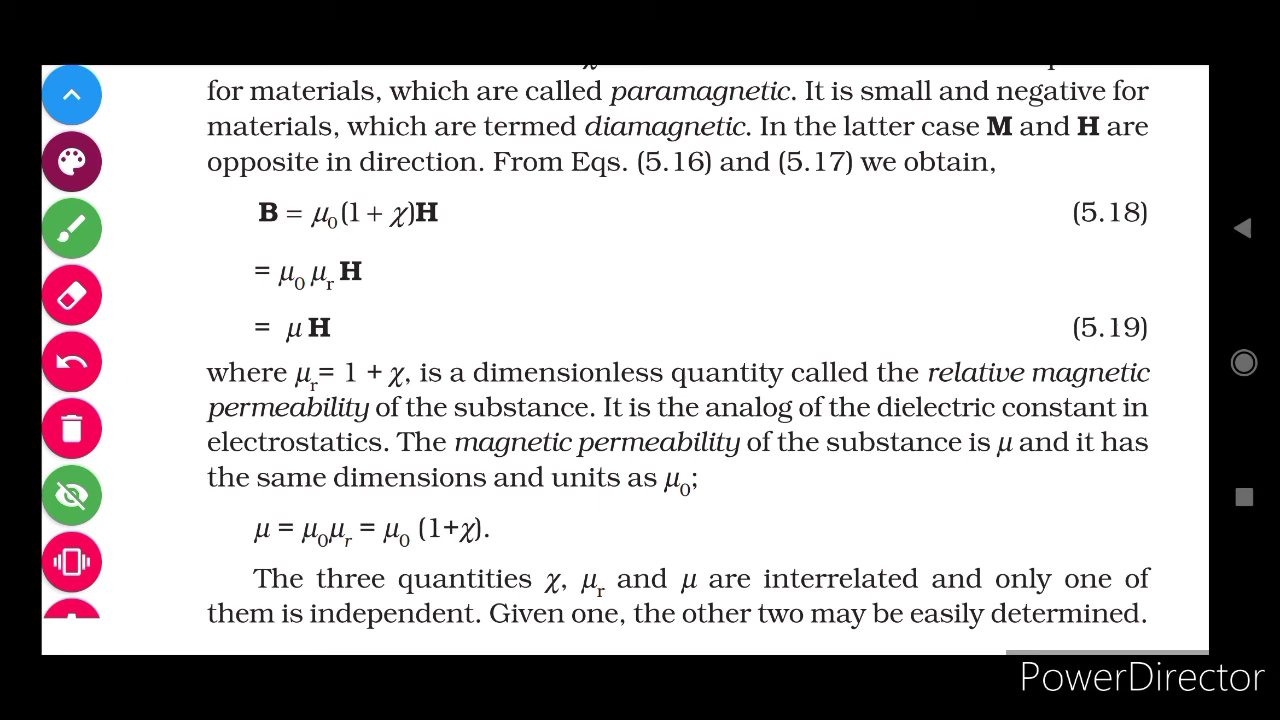 for materials, which are called paramagnetic. It is small and negative for
materials, which are termed diamagnetic. In the latter case M and H are
opposite in direction. From Eqs. (5.16) and (5.17) we obtain,
B = μ₀(1 + χ)H (5.18)
= μ₀ μᵣ H
= μ H (5.19)
where μᵣ= 1 + χ, is a dimensionless quantity called the relative magnetic
permeability of the substance. It is the analog of the dielectric constant in
electrostatics. The magnetic permeability of the substance is μ and it has
the same dimensions and units as μ₀;
μ = μ₀μᵣ = μ₀ (1+χ).
The three quantities χ, μᵣ and μ are interrelated and only one of
them is independent. Given one, the other two may be easily determined.
PowerDirector